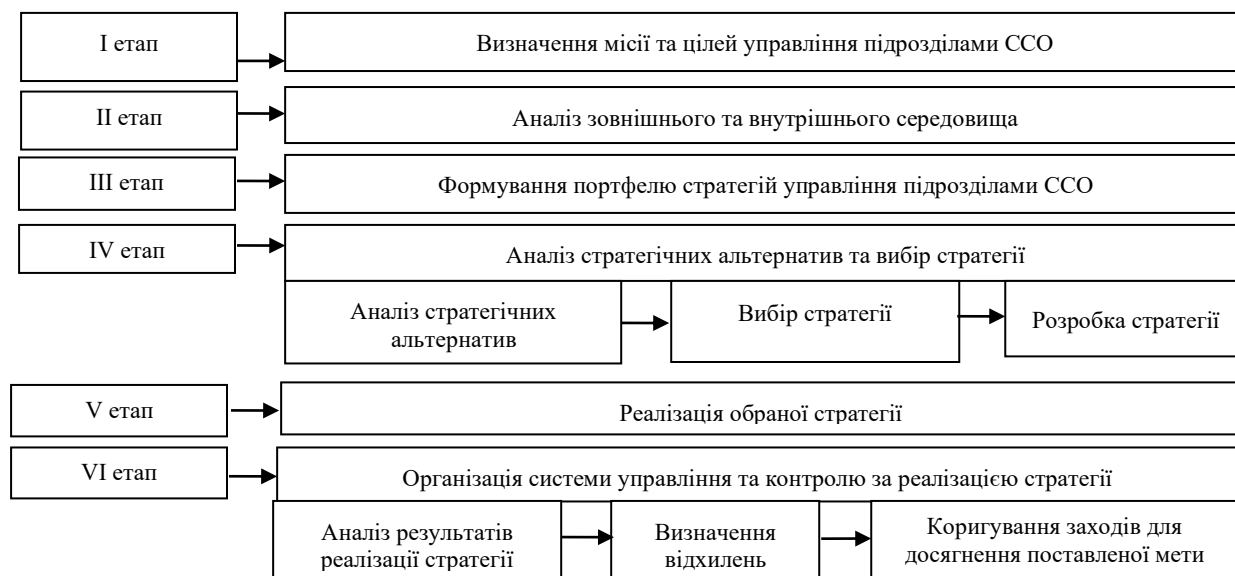 І етап
Визначення місії та цілей управління підрозділами ССО
ІІ етап
Аналіз зовнішнього та внутрішнього середовища
ІІІ етап
Формування портфелю стратегій управління підрозділами ССО
IV етап
Аналіз стратегічних альтернатив та вибір стратегії
Аналіз стратегічних
альтернатив
Вибір стратегії
Розробка стратегії
V етап
Реалізація обраної стратегії
VI етап
Організація системи управління та контролю за реалізацією стратегії
Аналіз результатів
реалізації стратегії
Визначення
відхилень
Коригування заходів для
досягнення поставленої мети